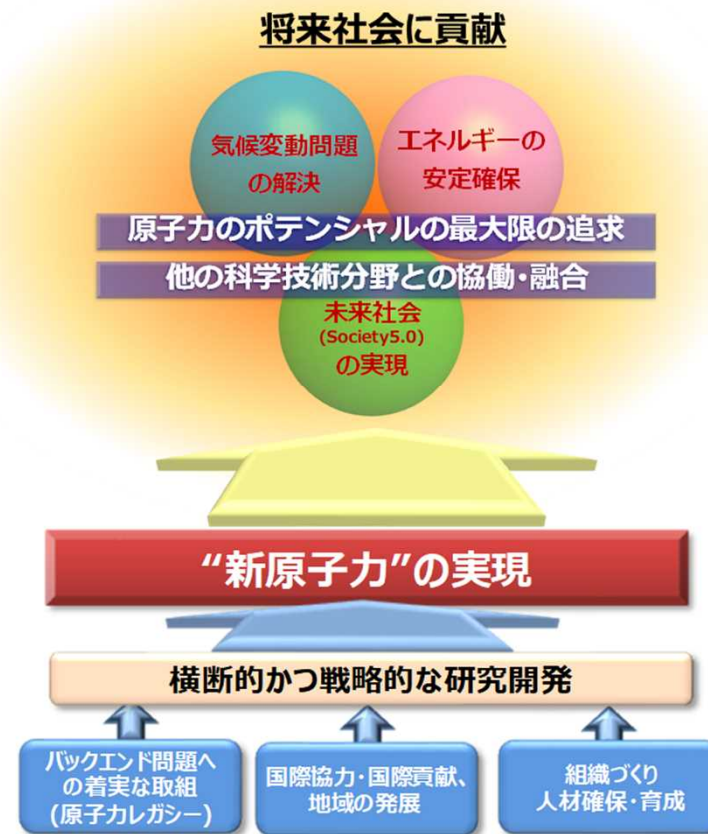 将来社会に貢献
気候変動問題
の解決
エネルギーの
安定確保
原子力のポテンシャルの最大限の追求
他の科学技術分野との協働・融合
未来社会
(Society5.0)
の実現
“新原子力”の実現
横断的かつ戦略的な研究開発
バックエンド問題へ
の着実な取組
(原子力レガシー)
国際協力・国際貢献、
地域の発展
組織づくり
人材確保・育成